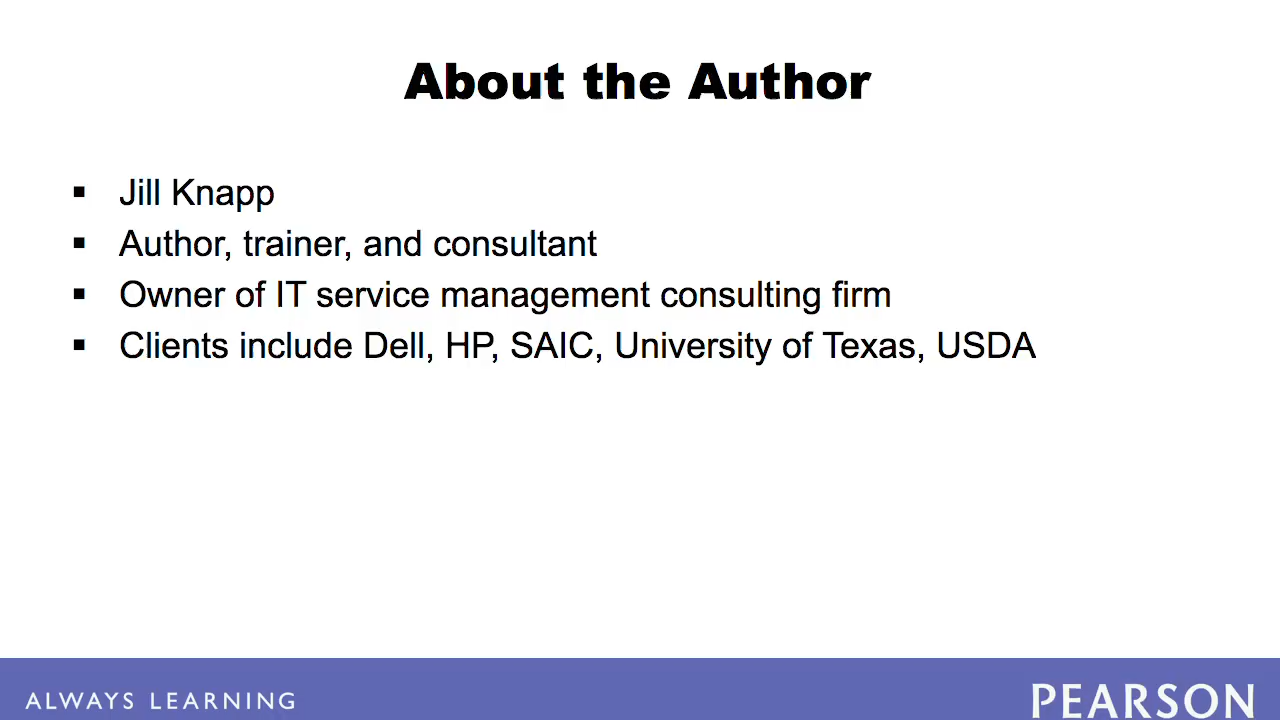 About the Author
▪ Jill Knapp
▪ Author, trainer, and consultant
▪ Owner of IT service management consulting firm
▪ Clients include Dell, HP, SAIC, University of Texas, USDA
ALWAYS LEARNING
PEARSON